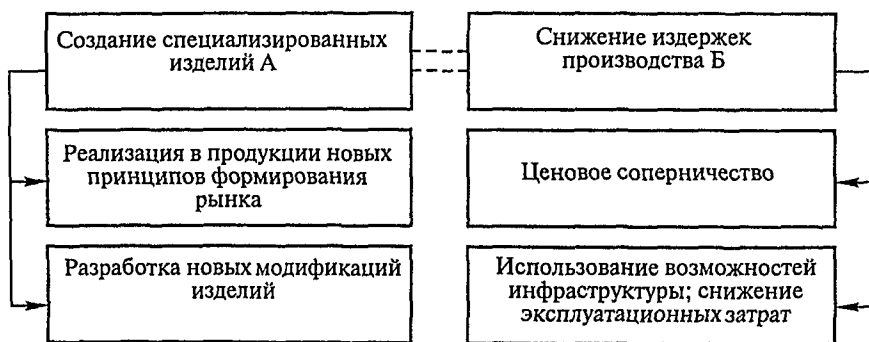 Создание специализированных
изделий А
Снижение издержек
производства Б
Реализация в продукции новых
принципов формирования
рынка
Ценовое соперничество
Разработка новых модификаций
изделий
Использование возможностей
инфраструктуры; снижение
эксплуатационных затрат